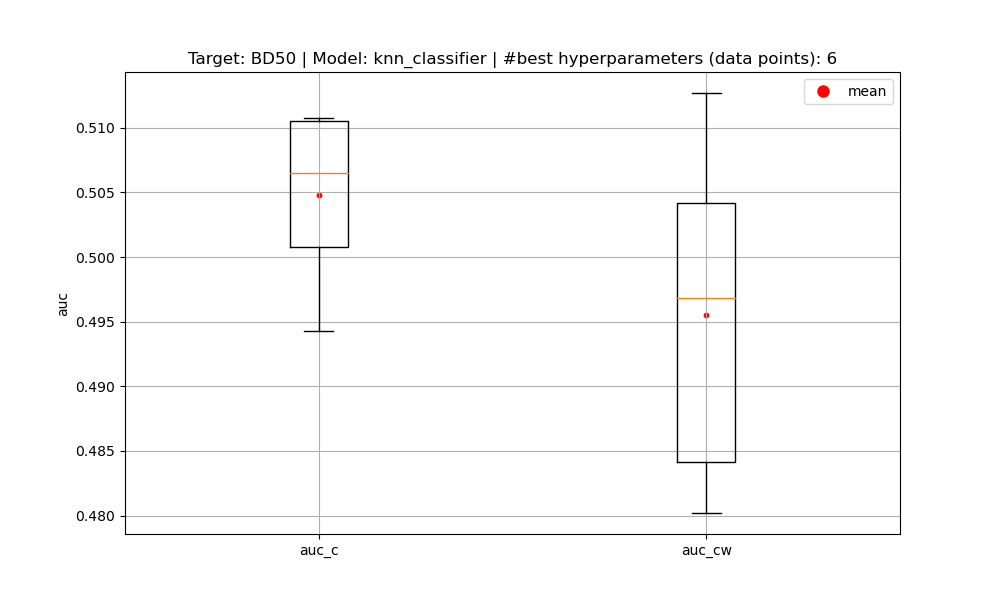 Target: BD50 | Model: knn_classifier | #best hyperparameters (data points): 6
mean
0.510
0.505
0.500
0.495
0.490
0.485
0.480
auc
auc_c
auc_cw